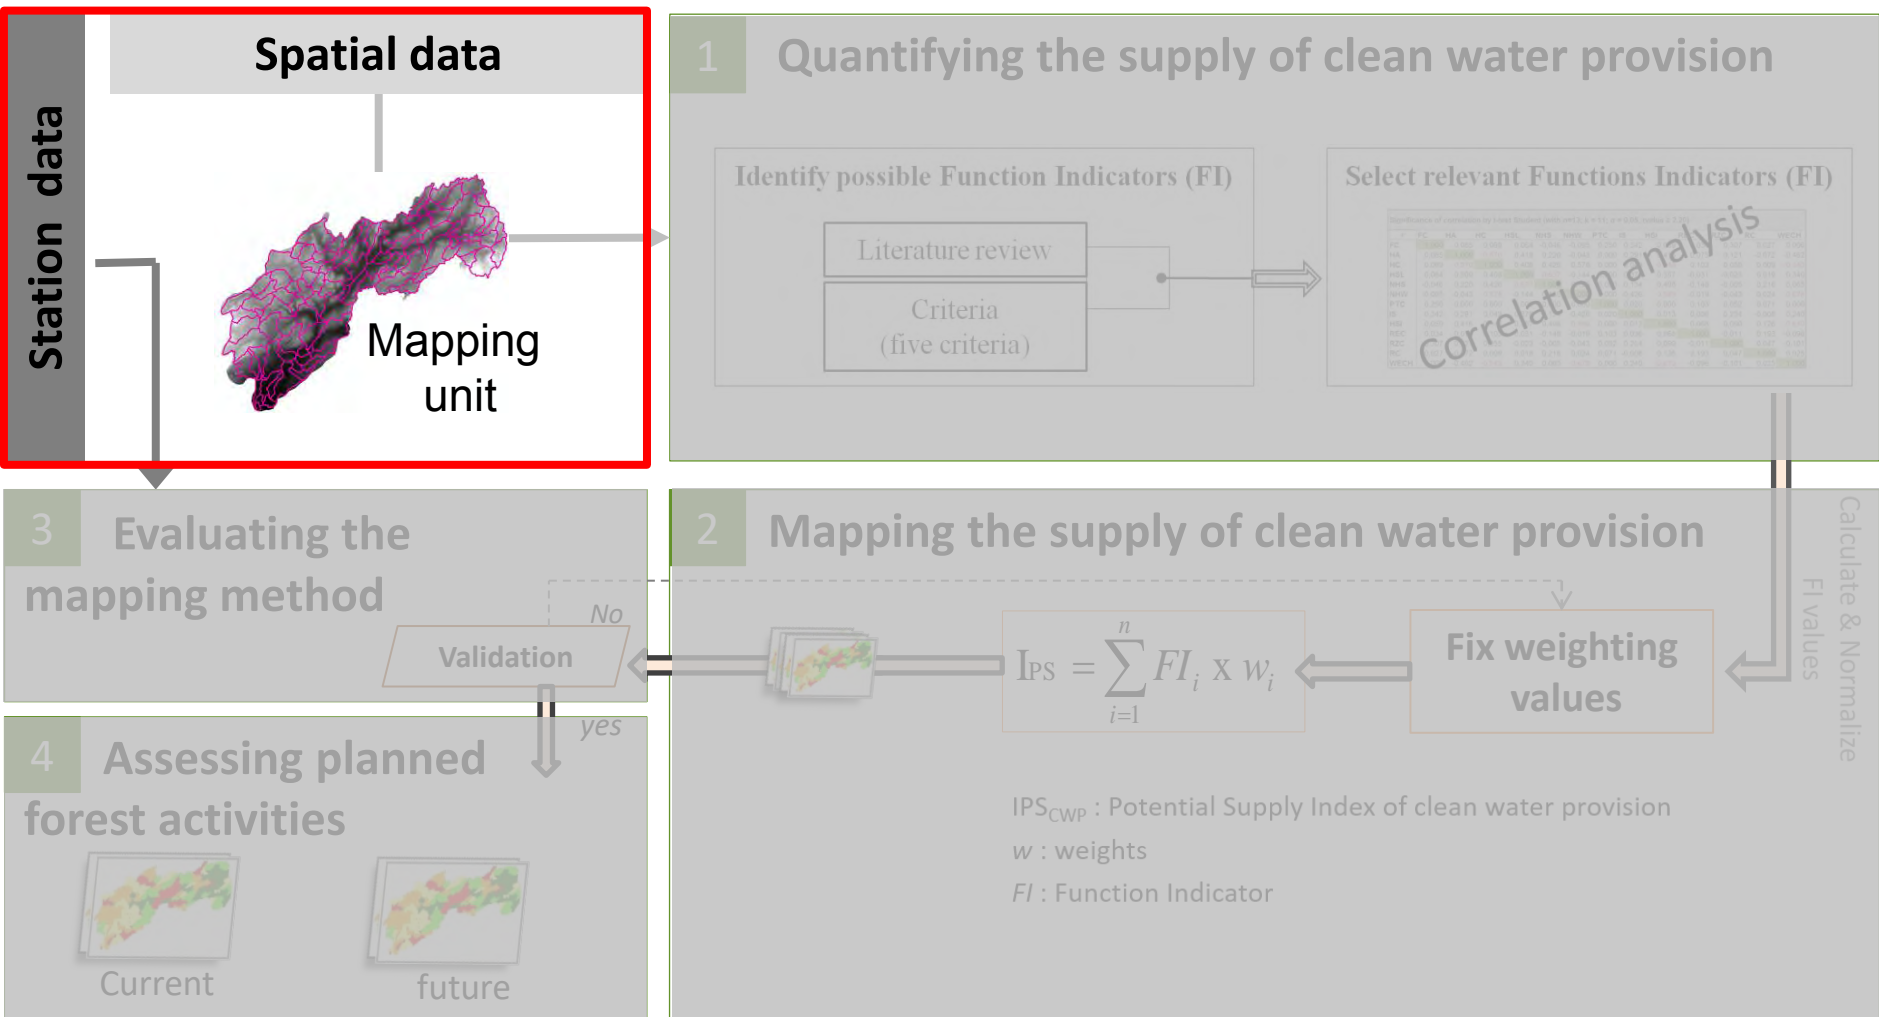 Spatial data
Station data
Mapping
unit
1
Quantifying the supply of clean water provision
Identify possible Function Indicators (FI)
Literature review
Criteria
(five criteria)
Select relevant Functions Indicators (FI)
Correlation analysis
Calculate & Normalize
FI values
2
Mapping the supply of clean water provision
Fix weighting
values
IPS = ∑ⁿᵢ₌₁ FIᵢ x wᵢ
IPSCWP : Potential Supply Index of clean water provision
w : weights
FI : Function Indicator
3
Evaluating the
mapping method
No
Validation
yes
4
Assessing planned
forest activities
Current
future